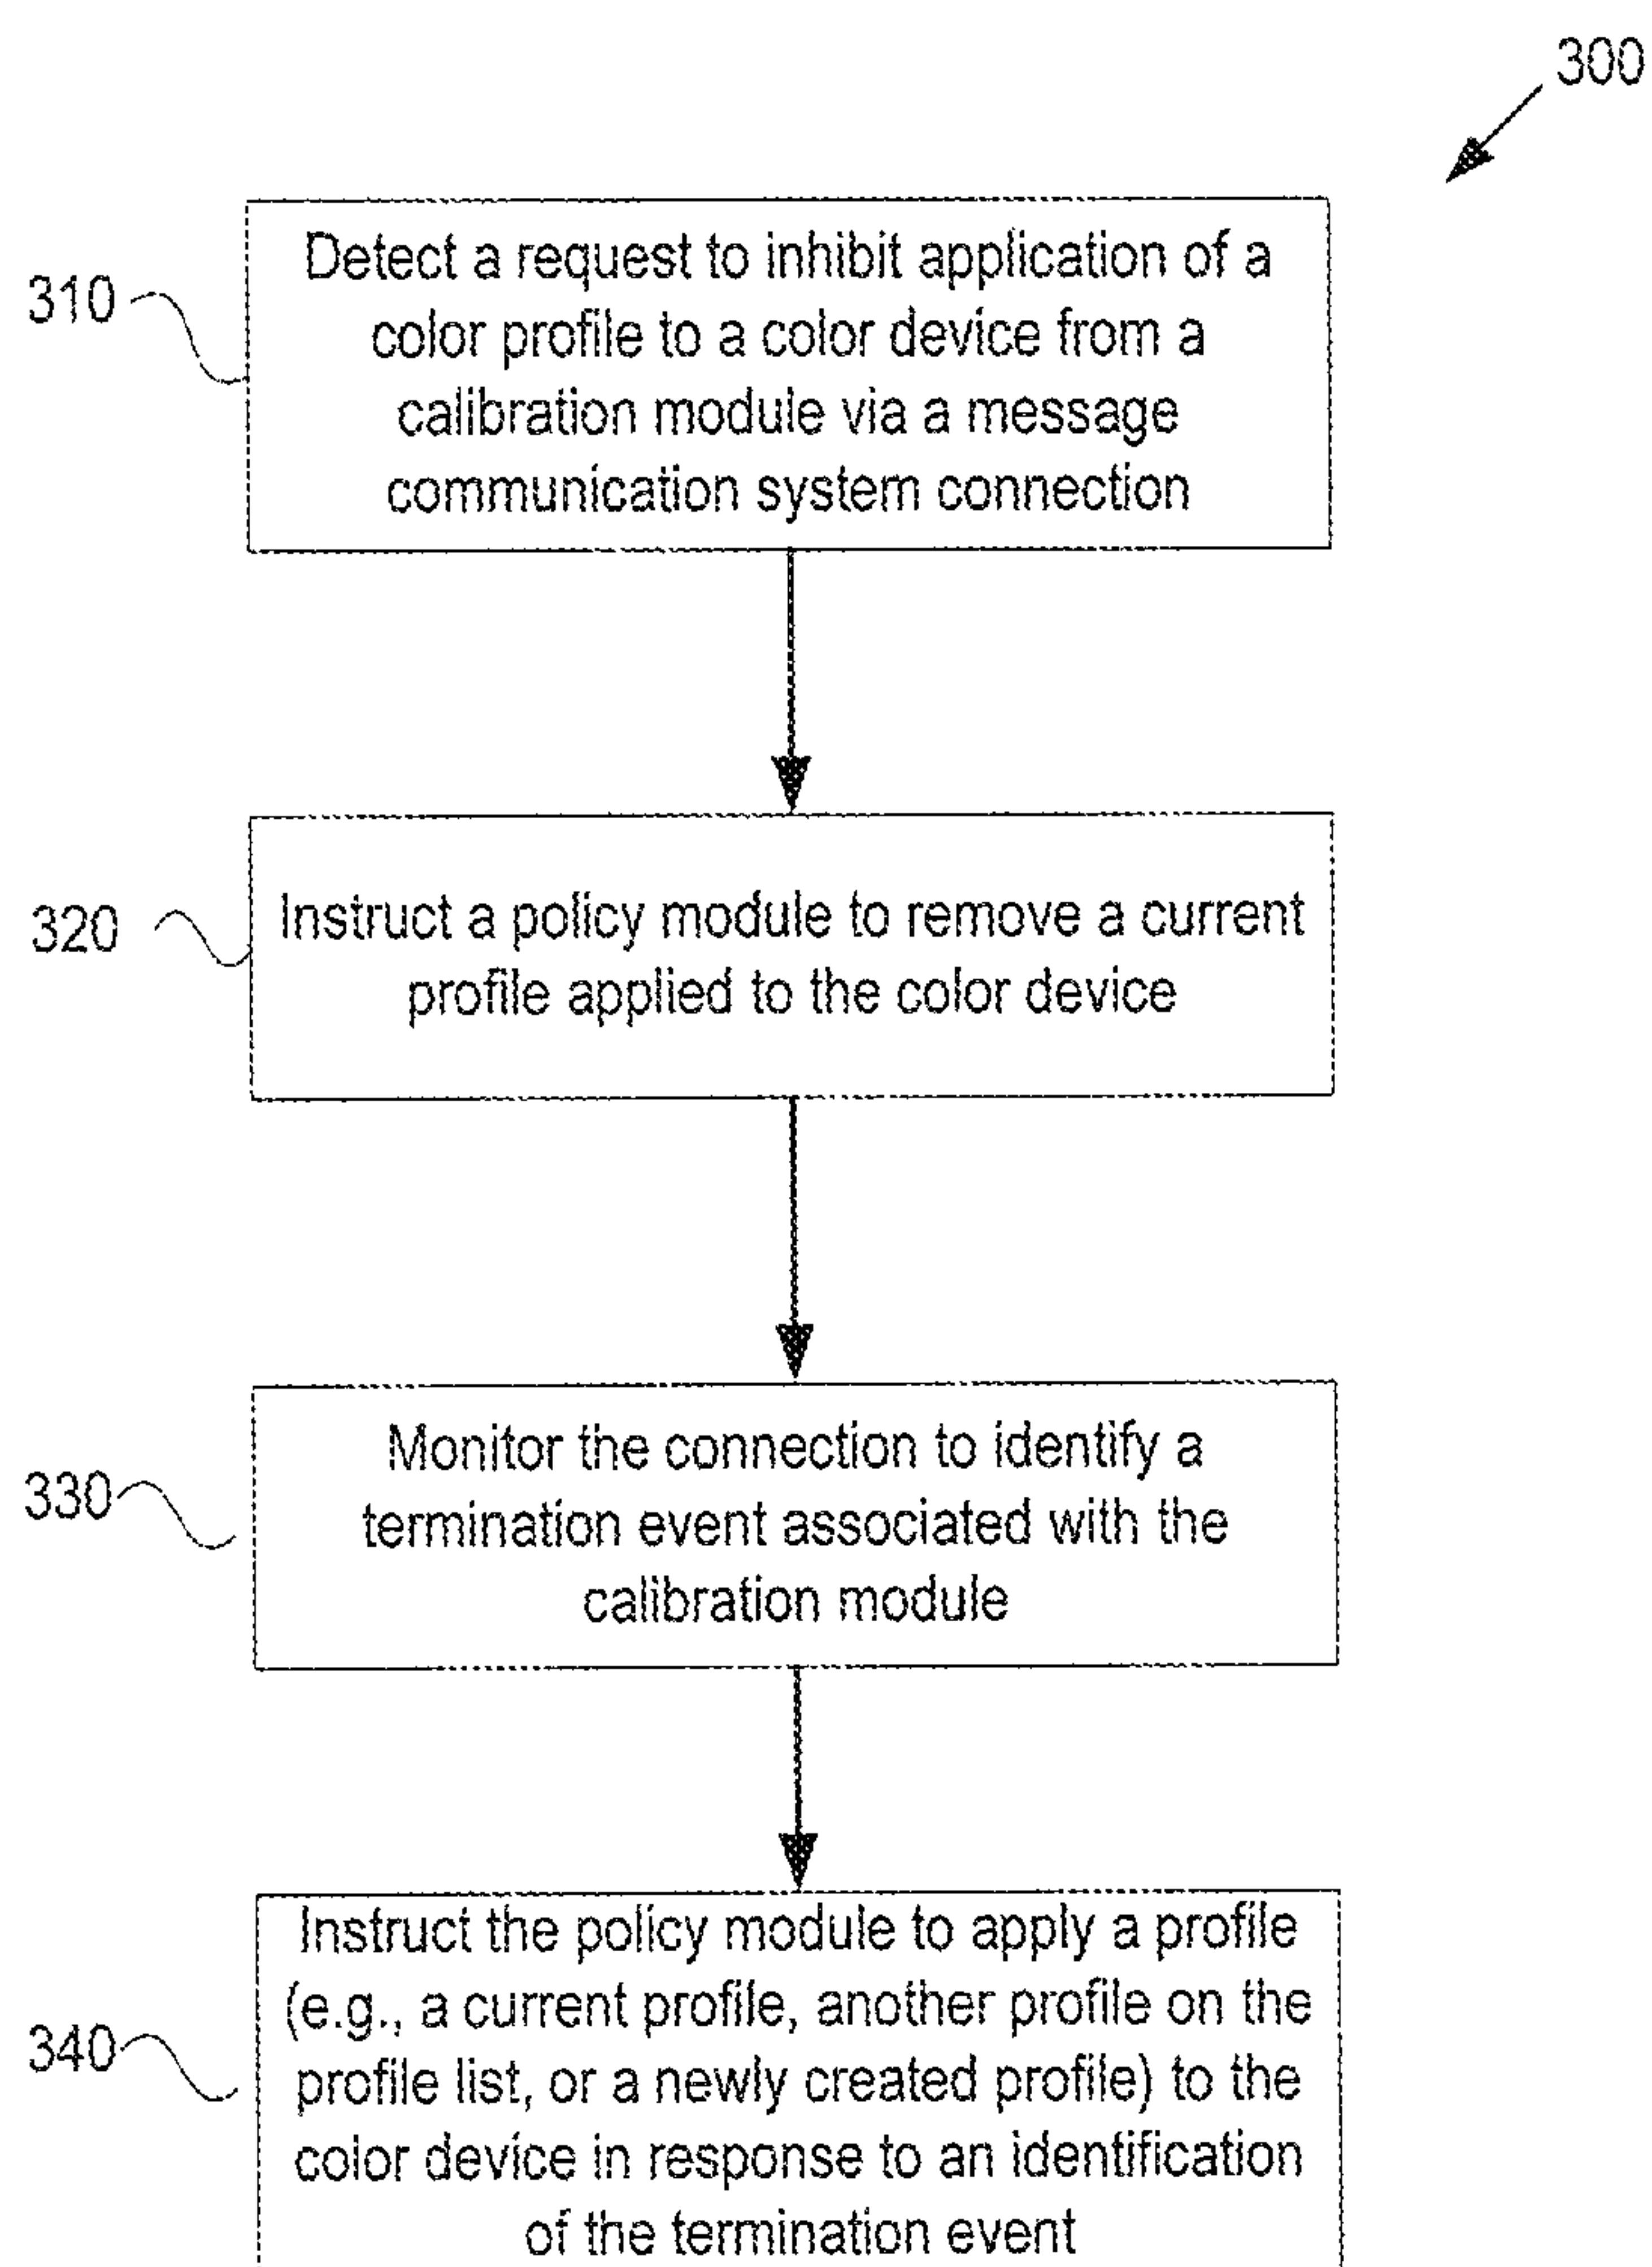 300
310
Detect a request to inhibit application of a
color profile to a color device from a
calibration module via a message
communication system connection
320
Instruct a policy module to remove a current
profile applied to the color device
330
Monitor the connection to identify a
termination event associated with the
calibration module
340
Instruct the policy module to apply a profile
(e.g., a current profile, another profile on the
profile list, or a newly created profile) to the
color device in response to an identification
of the termination event